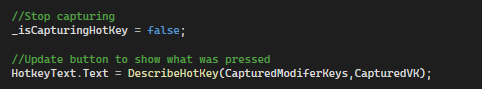 //Stop capturing
_isCapturingHotKey = false;
//Update button to show what was pressed
HotkeyText.Text = DescribeHotKey(CapturedModiferKeys,CapturedVK);